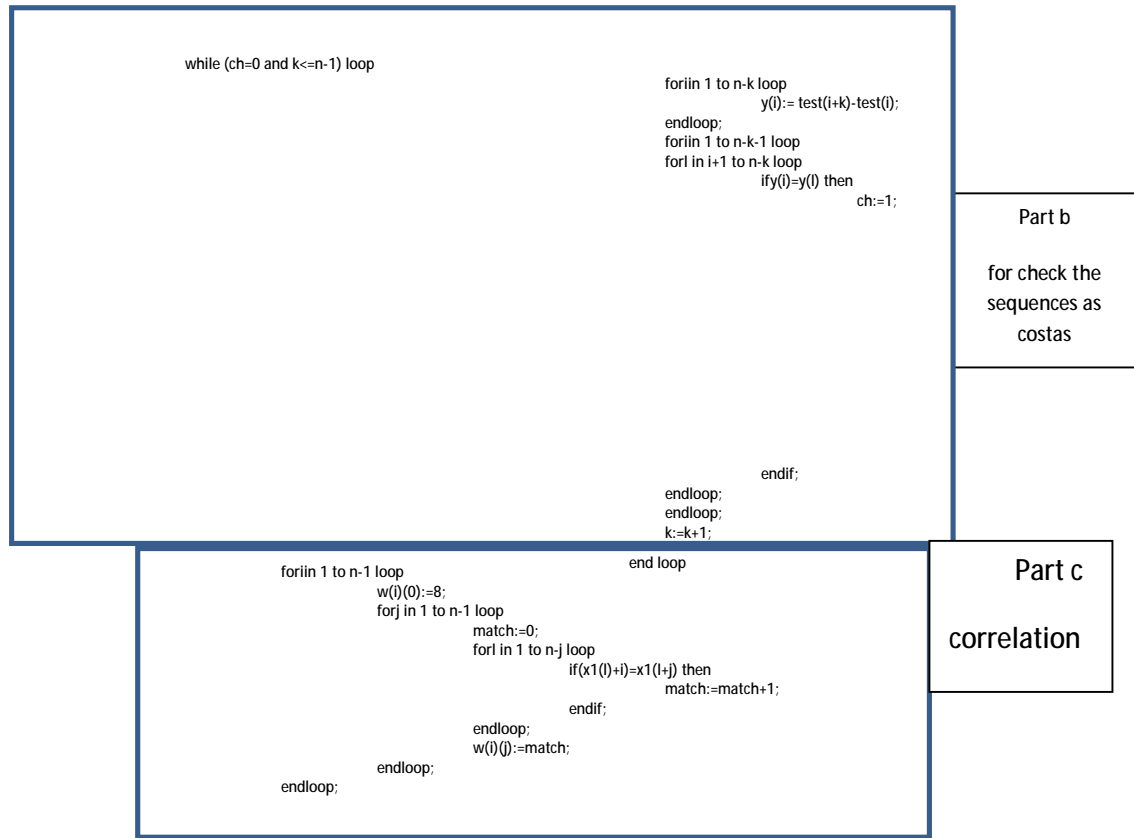 while (ch=0 and k<=n-1) loop
foriin 1 to n-k loop
y(i):= test(i+k)-test(i);
endloop;
foriin 1 to n-k-1 loop
forl in i+1 to n-k loop
ify(i)=y(l) then
ch:=1;
endif;
endloop;
endloop;
k:=k+1;
end loop
Part b
for check the
sequences as
costas
foriin 1 to n-1 loop
w(i)(0):=8;
forj in 1 to n-1 loop
match:=0;
forl in 1 to n-j loop
if(x1(l)+i)=x1(l+j) then
match:=match+1;
endif;
endloop;
w(i)(j):=match;
endloop;
endloop;
Part c
correlation